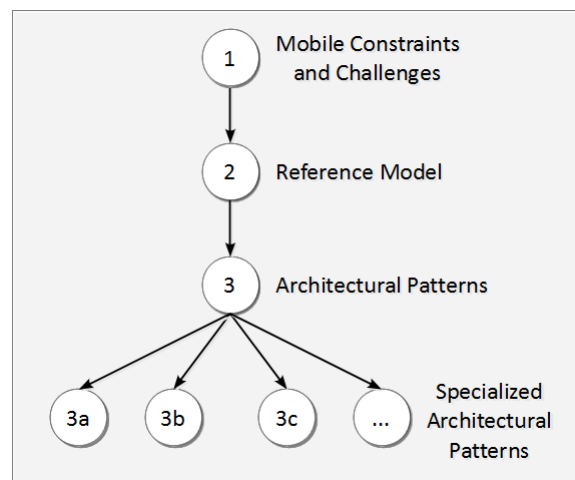 1
Mobile Constraints
and Challenges
2
Reference Model
3
Architectural Patterns
3a
3b
3c
...
Specialized
Architectural
Patterns